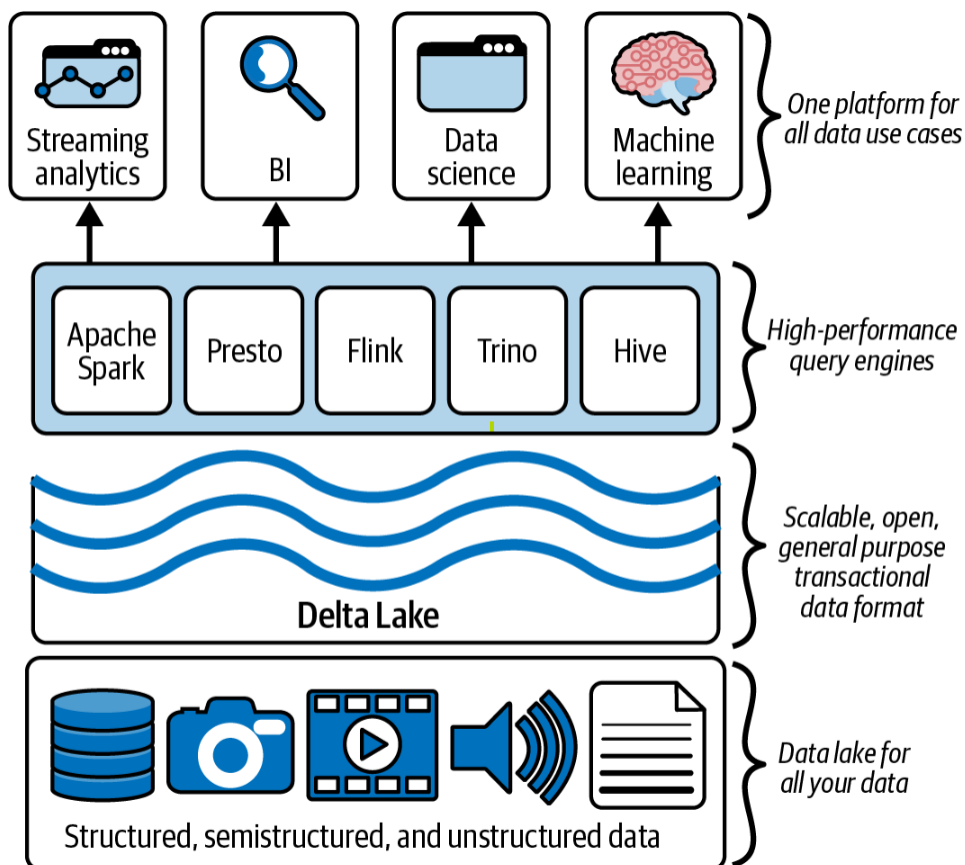 Streaming
analytics
BI
Data
science
Machine
learning
One platform for
all data use cases
Apache
Spark
Presto
Flink
Trino
Hive
High-performance
query engines
Delta Lake
Scalable, open,
general purpose
transactional
data format
Structured, semistructured, and unstructured data
Data lake for
all your data